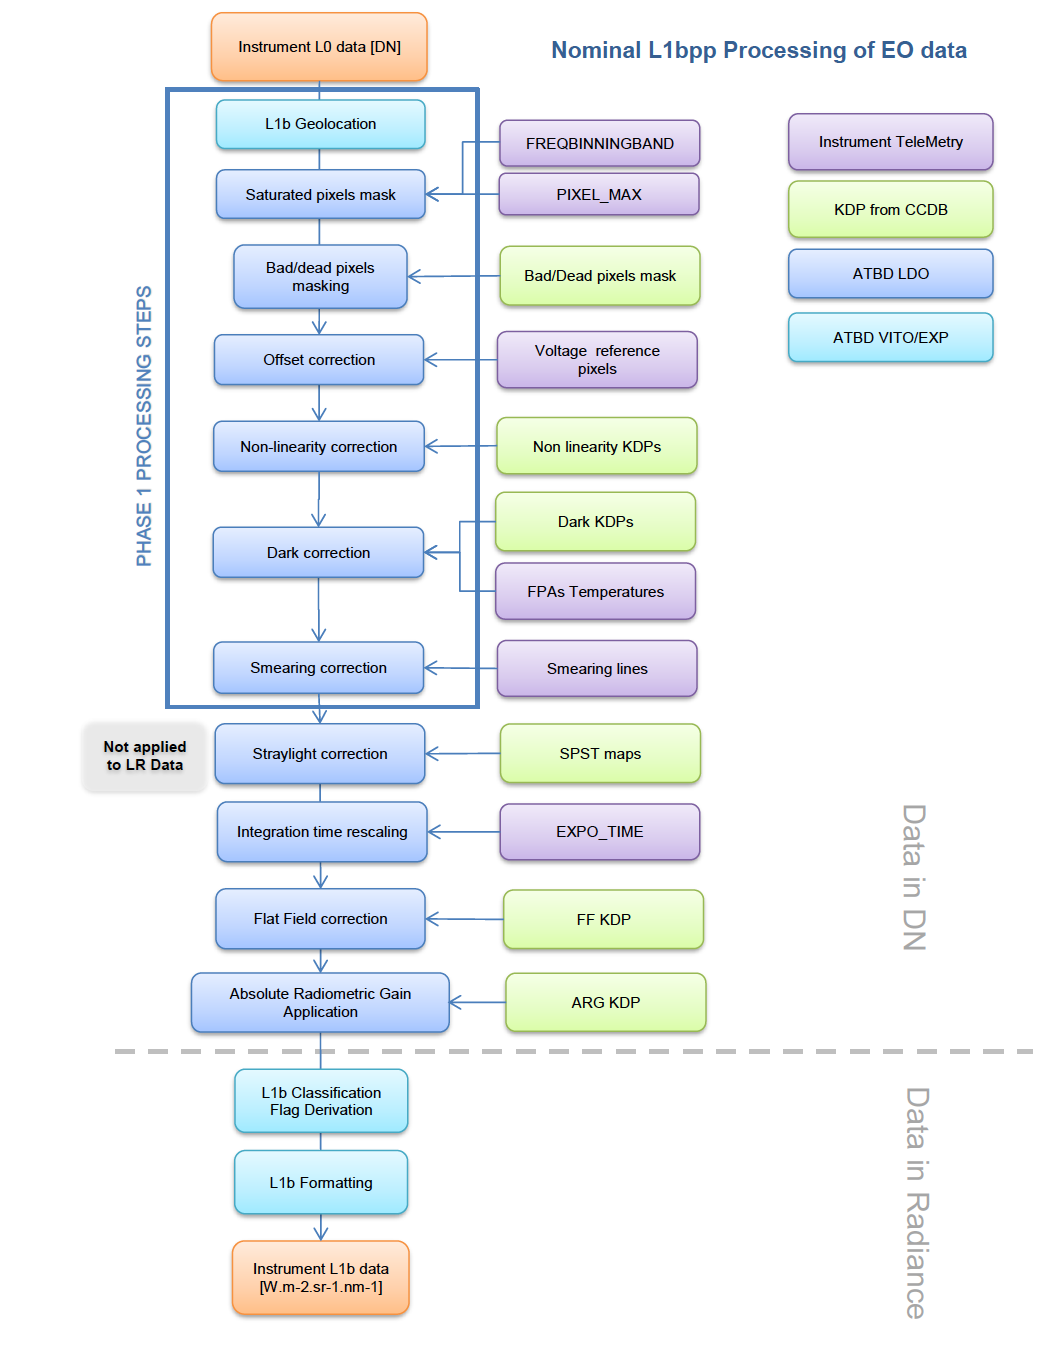 Instrument L0 data [DN]
Nominal L1bpp Processing of EO data
L1b Geolocation
FREQBINNINGBAND
Instrument TeleMetry
Saturated pixels mask
PIXEL_MAX
KDP from CCDB
Bad/dead pixels
masking
Bad/Dead pixels mask
ATBD LDO
PHASE 1 PROCESSING STEPS
Offset correction
Voltage reference
pixels
ATBD VITO/EXP
Non-linearity correction
Non linearity KDPs
Dark KDPs
Dark correction
FPAs Temperatures
Smearing correction
Smearing lines
Not applied
to LR Data
Straylight correction
SPST maps
Integration time rescaling
EXPO_TIME
Data in DN
Flat Field correction
FF KDP
Absolute Radiometric Gain
Application
ARG KDP
L1b Classification
Flag Derivation
Data in Radiance
L1b Formatting
Instrument L1b data
[W.m-2.sr-1.nm-1]